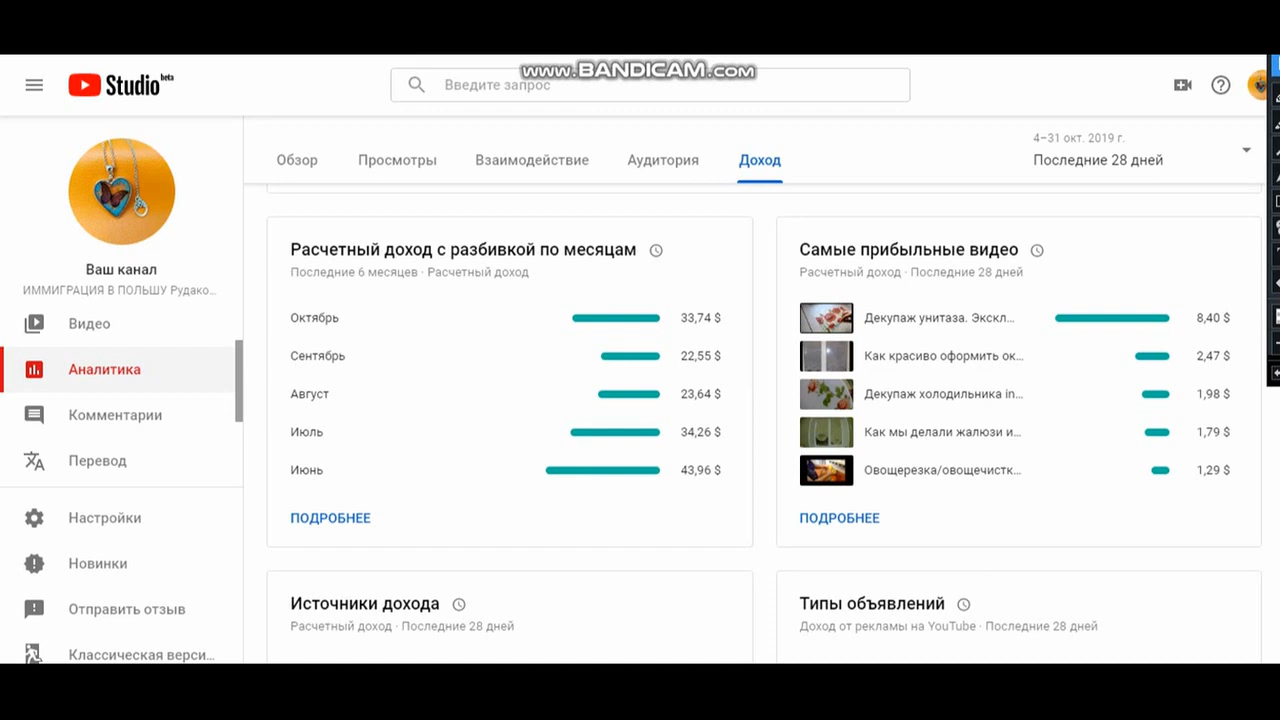 www.BANDICAM.com
Studio beta
Введите запрос
Ваш канал
ИММИГРАЦИЯ В ПОЛЬШУ Рудако...
Видео
Аналитика
Комментарии
Перевод
Настройки
Новинки
Отправить отзыв
Классическая верси...
Обзор Просмотры Взаимодействие Аудитория Доход
4–31 окт. 2019 г.
Последние 28 дней
Расчетный доход с разбивкой по месяцам
Последние 6 месяцев · Расчетный доход
Октябрь 33,74 $
Сентябрь 22,55 $
Август 23,64 $
Июль 34,26 $
Июнь 43,96 $
ПОДРОБНЕЕ
Самые прибыльные видео
Расчетный доход · Последние 28 дней
Декупаж унитаза. Экскл... 8,40 $
Как красиво оформить ок... 2,47 $
Декупаж холодильника in... 1,98 $
Как мы делали жалюзи и... 1,79 $
Овощерезка/овощечистк... 1,29 $
ПОДРОБНЕЕ
Источники дохода
Расчетный доход · Последние 28 дней
Типы объявлений
Доход от рекламы на YouTube · Последние 28 дней